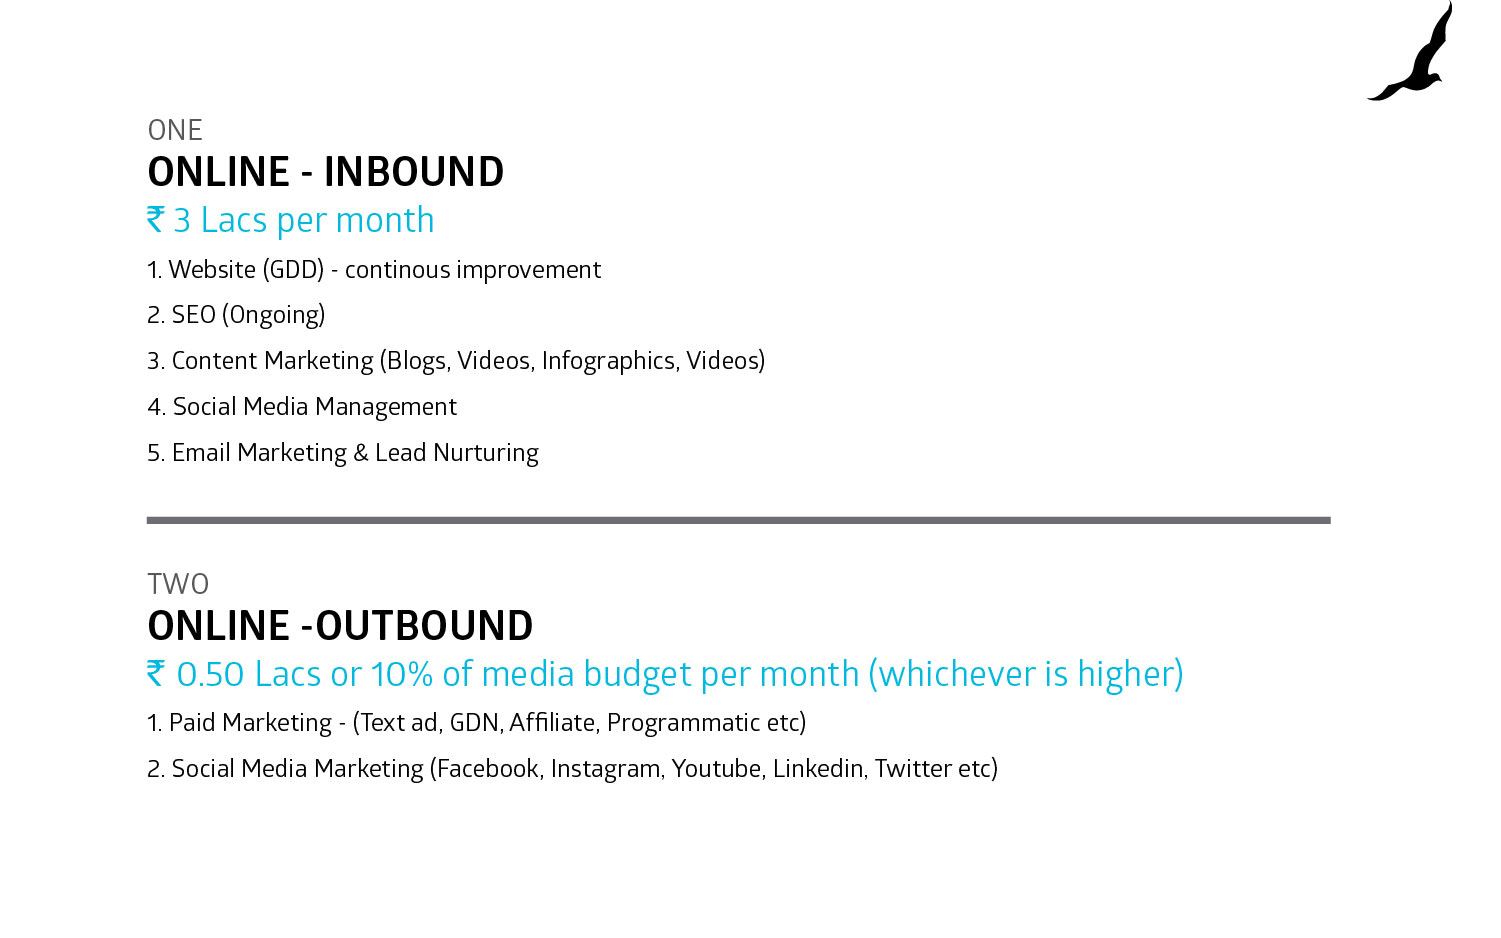 ONE
ONLINE - INBOUND
₹ 3 Lacs per month
1. Website (GDD) - continous improvement
2. SEO (Ongoing)
3. Content Marketing (Blogs, Videos, Infographics, Videos)
4. Social Media Management
5. Email Marketing & Lead Nurturing
TWO
ONLINE -OUTBOUND
₹ 0.50 Lacs or 10% of media budget per month (whichever is higher)
1. Paid Marketing - (Text ad, GDN, Affiliate, Programmatic etc)
2. Social Media Marketing (Facebook, Instagram, Youtube, Linkedin, Twitter etc)